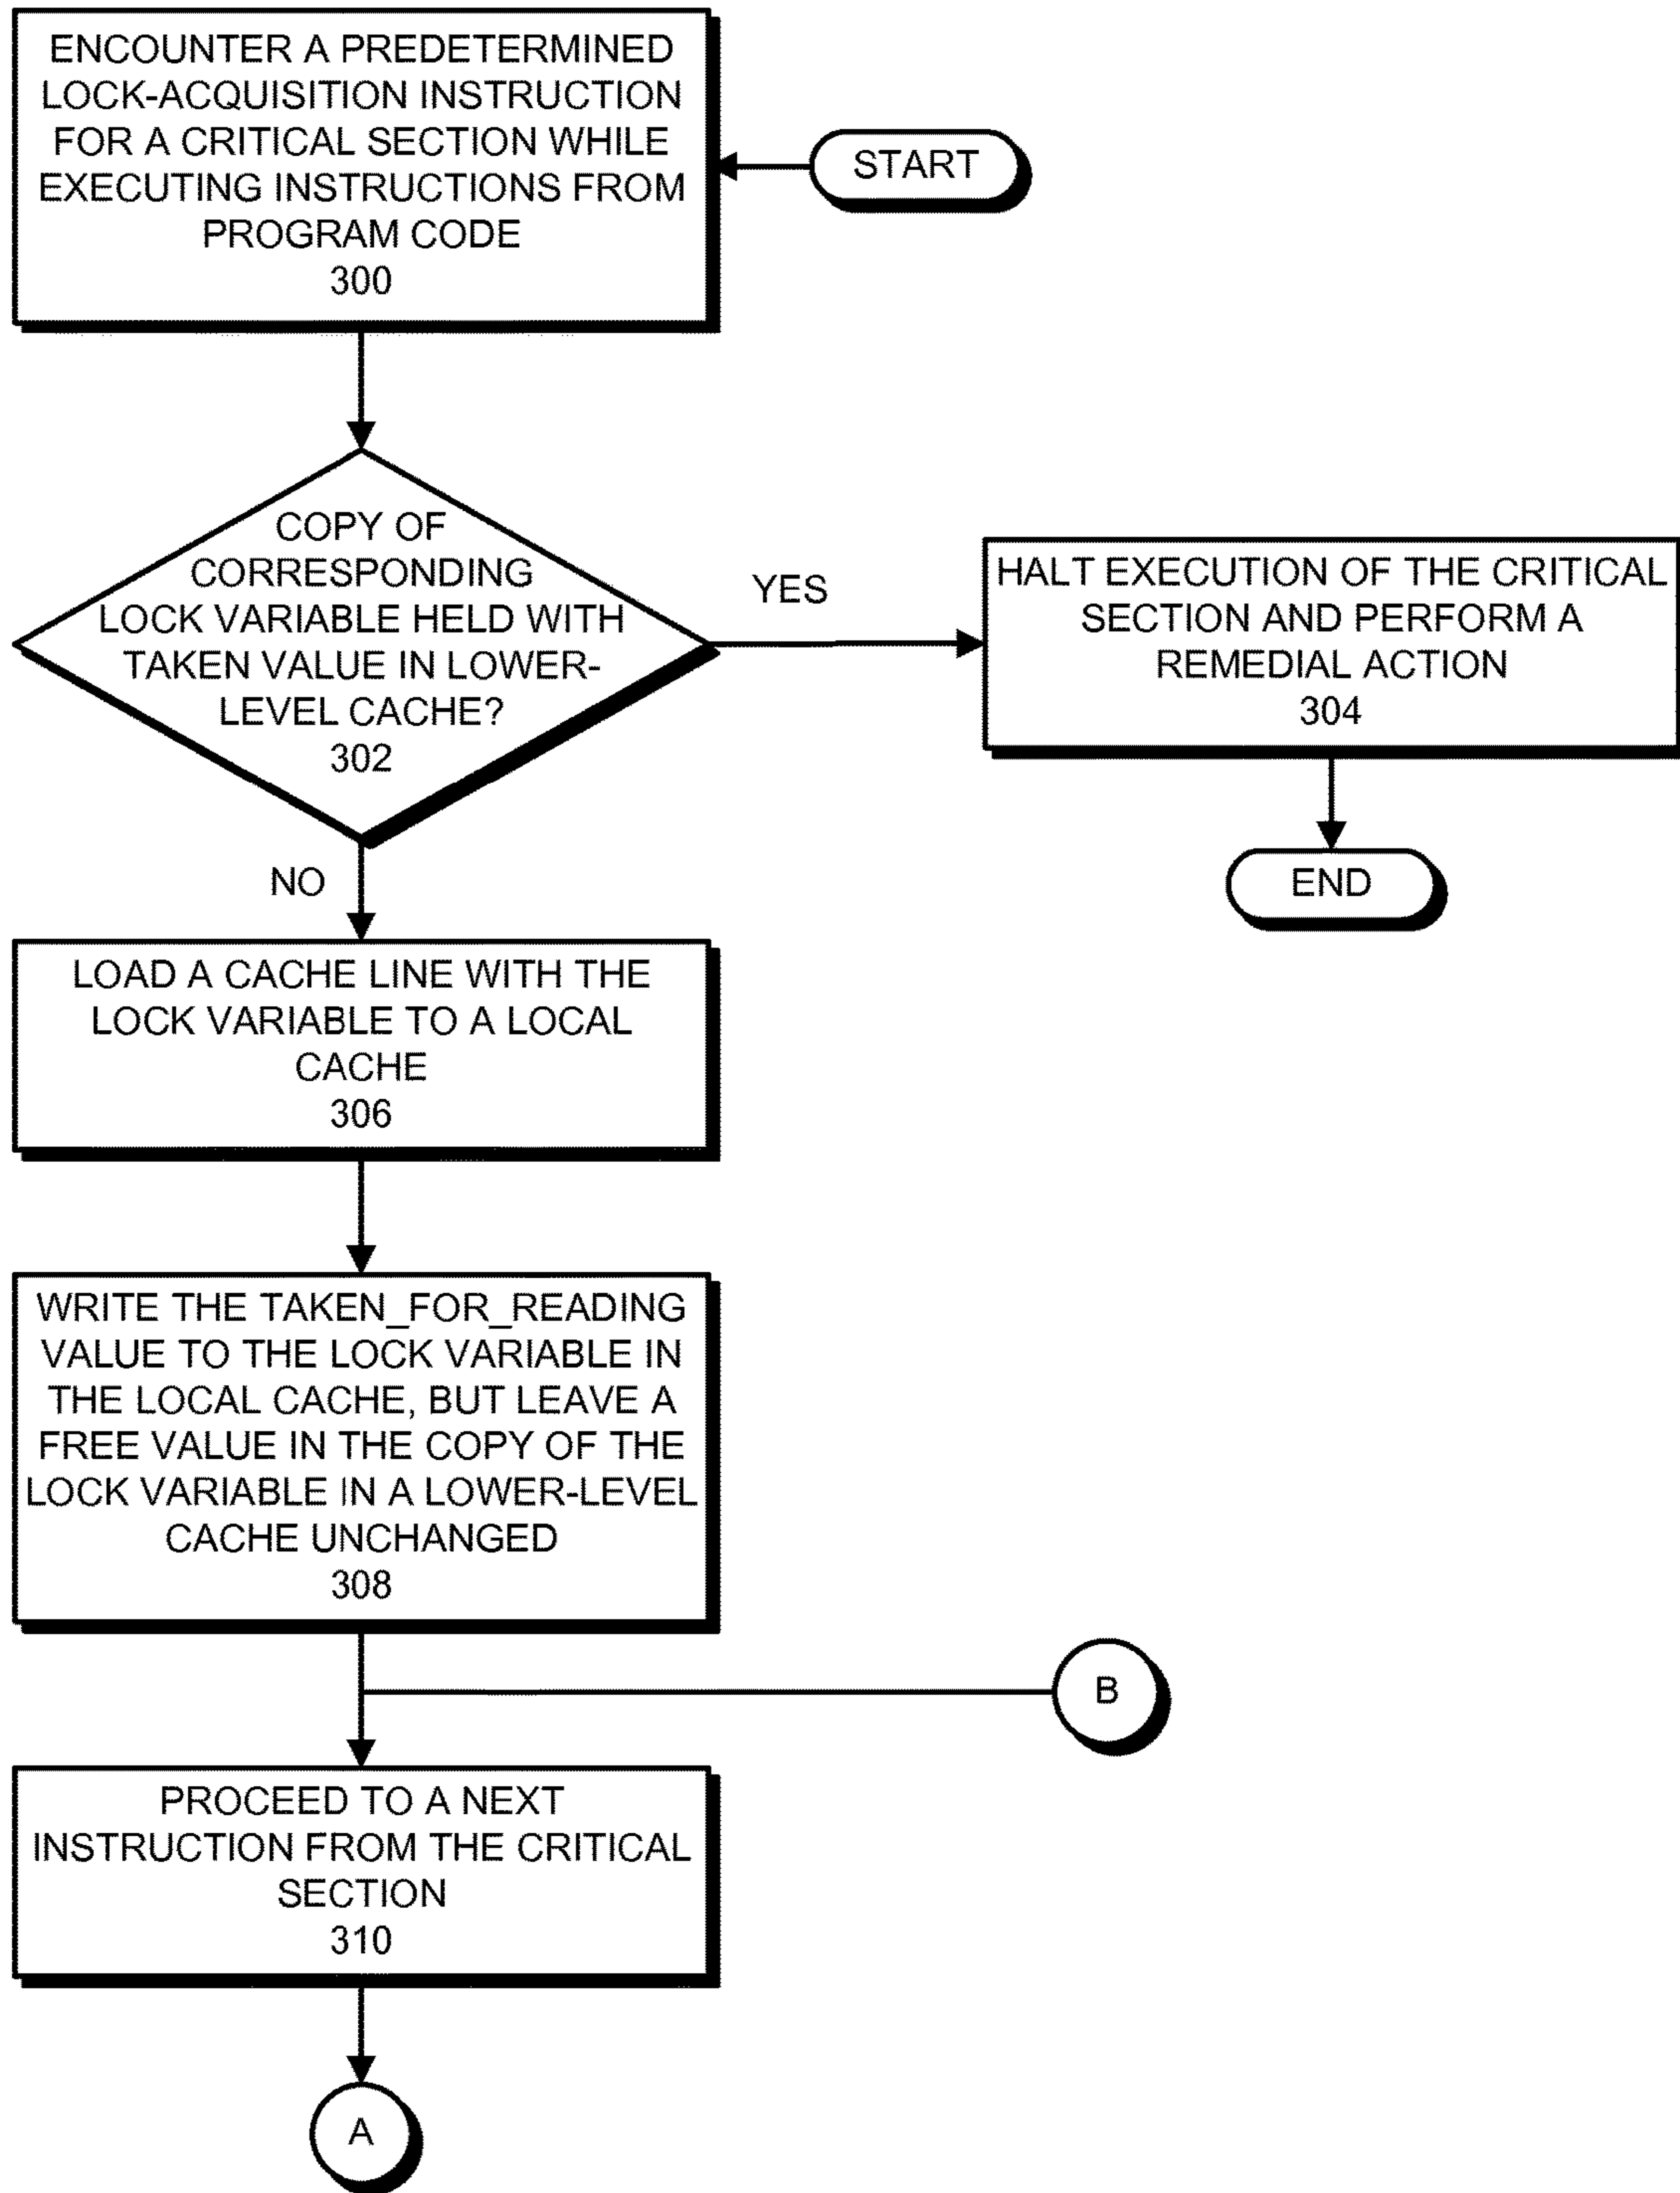 ENCOUNTER A PREDETERMINED
LOCK-ACQUISITION INSTRUCTION
FOR A CRITICAL SECTION WHILE
EXECUTING INSTRUCTIONS FROM
PROGRAM CODE
300
START
COPY OF
CORRESPONDING
LOCK VARIABLE HELD WITH
TAKEN VALUE IN LOWER-
LEVEL CACHE?
302
YES
HALT EXECUTION OF THE CRITICAL
SECTION AND PERFORM A
REMEDIAL ACTION
304
END
NO
LOAD A CACHE LINE WITH THE
LOCK VARIABLE TO A LOCAL
CACHE
306
WRITE THE TAKEN_FOR_READING
VALUE TO THE LOCK VARIABLE IN
THE LOCAL CACHE, BUT LEAVE A
FREE VALUE IN THE COPY OF THE
LOCK VARIABLE IN A LOWER-LEVEL
CACHE UNCHANGED
308
B
PROCEED TO A NEXT
INSTRUCTION FROM THE CRITICAL
SECTION
310
A